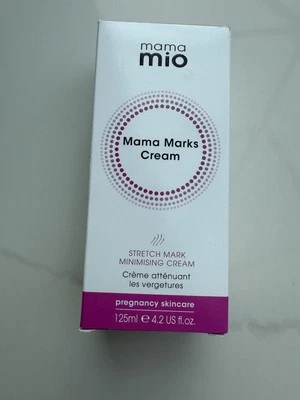 mama
mio
Mama Marks
Cream
STRETCH MARK
MINIMISING CREAM
Crème atténuant
les vergetures
pregnancy skincare
125ml ℮ 4.2 US fl.oz.